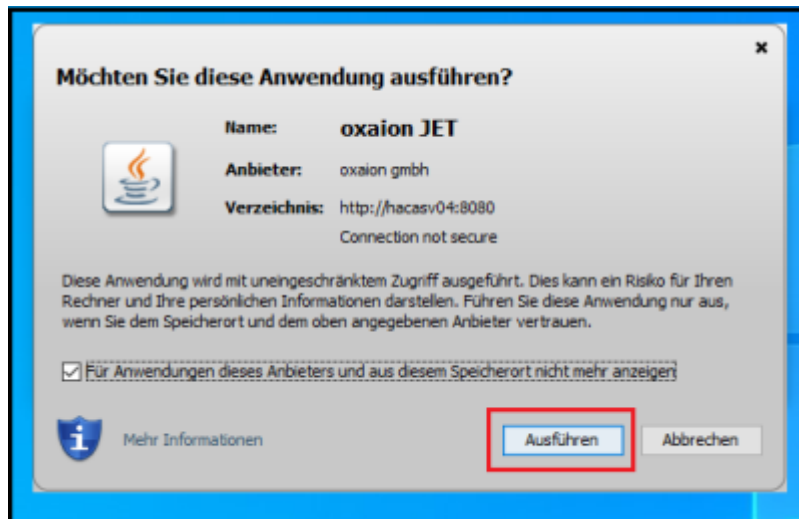 Möchten Sie diese Anwendung ausführen?
Name: oxaion JET
Anbieter: oxaion gmbh
Verzeichnis: http://hacasv04:8080
Connection not secure
Diese Anwendung wird mit uneingeschränktem Zugriff ausgeführt. Dies kann ein Risiko für Ihren
Rechner und Ihre persönlichen Informationen darstellen. Führen Sie diese Anwendung nur aus,
wenn Sie dem Speicherort und dem oben angegebenen Anbieter vertrauen.
Für Anwendungen dieses Anbieters und aus diesem Speicherort nicht mehr anzeigen
Mehr Informationen Ausführen Abbrechen